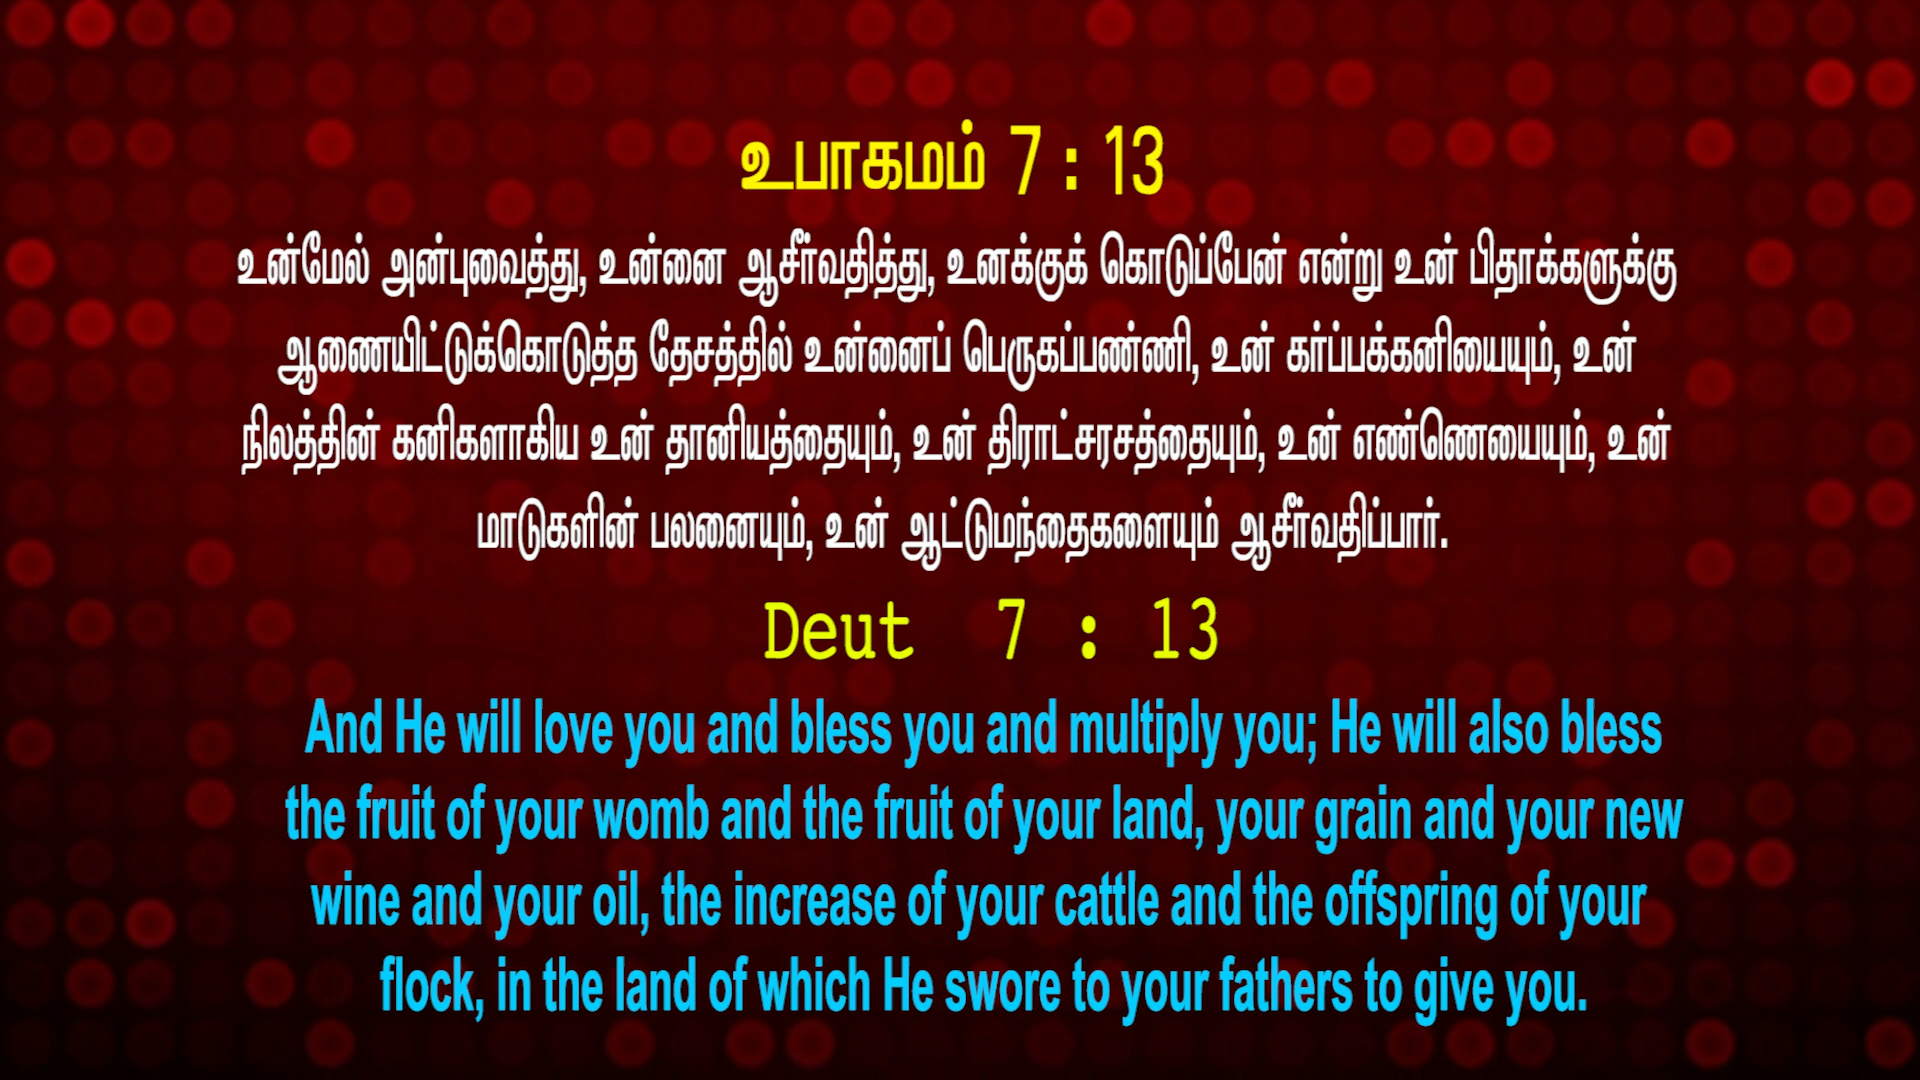 உபாகமம் 7 : 13
உன்மேல் அன்புவைத்து, உன்னை ஆசீர்வதித்து, உனக்குக் கொடுப்பேன் என்று உன் பிதாக்களுக்கு
ஆணையிட்டுக்கொடுத்த தேசத்தில் உன்னைப் பெருகப்பண்ணி, உன் கர்ப்பக்கனியையும், உன்
நிலத்தின் கனிகளாகிய உன் தானியத்தையும், உன் திராட்சரசத்தையும், உன் எண்ணெயையும், உன்
மாடுகளின் பலனையும், உன் ஆட்டுமந்தைகளையும் ஆசீர்வதிப்பார்.
Deut 7 : 13
And He will love you and bless you and multiply you; He will also bless
the fruit of your womb and the fruit of your land, your grain and your new
wine and your oil, the increase of your cattle and the offspring of your
flock, in the land of which He swore to your fathers to give you.